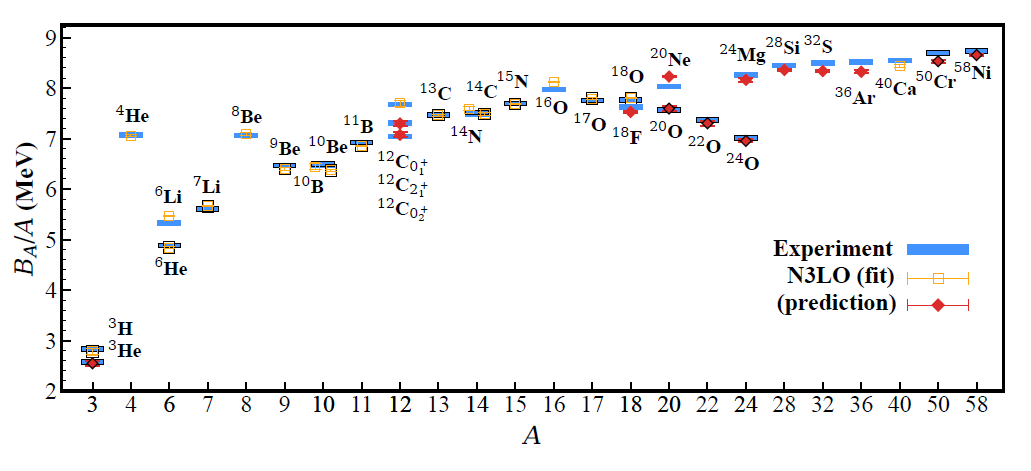 9
8
7
6
5
4
3
2
B_A/A (MeV)
³H
³He
⁴He
⁶Li
⁶He
⁷Li
⁸Be
⁹Be
¹⁰Be
¹⁰B
¹¹B
¹²C₀₁⁺
¹²C₂₁⁺
¹²C₀₂⁺
¹³C
¹⁴C
¹⁴N
¹⁵N
¹⁶O
¹⁷O
¹⁸O
¹⁸F
²⁰Ne
²⁰O
²²O
²⁴Mg
²⁴O
²⁸Si
³²S
³⁶Ar
⁴⁰Ca
⁵⁰Cr
⁵⁸Ni
Experiment
N3LO (fit)
(prediction)
3 4 6 7 8 9 10 11 12 13 14 15 16 17 18 20 22 24 28 32 36 40 50 58
A